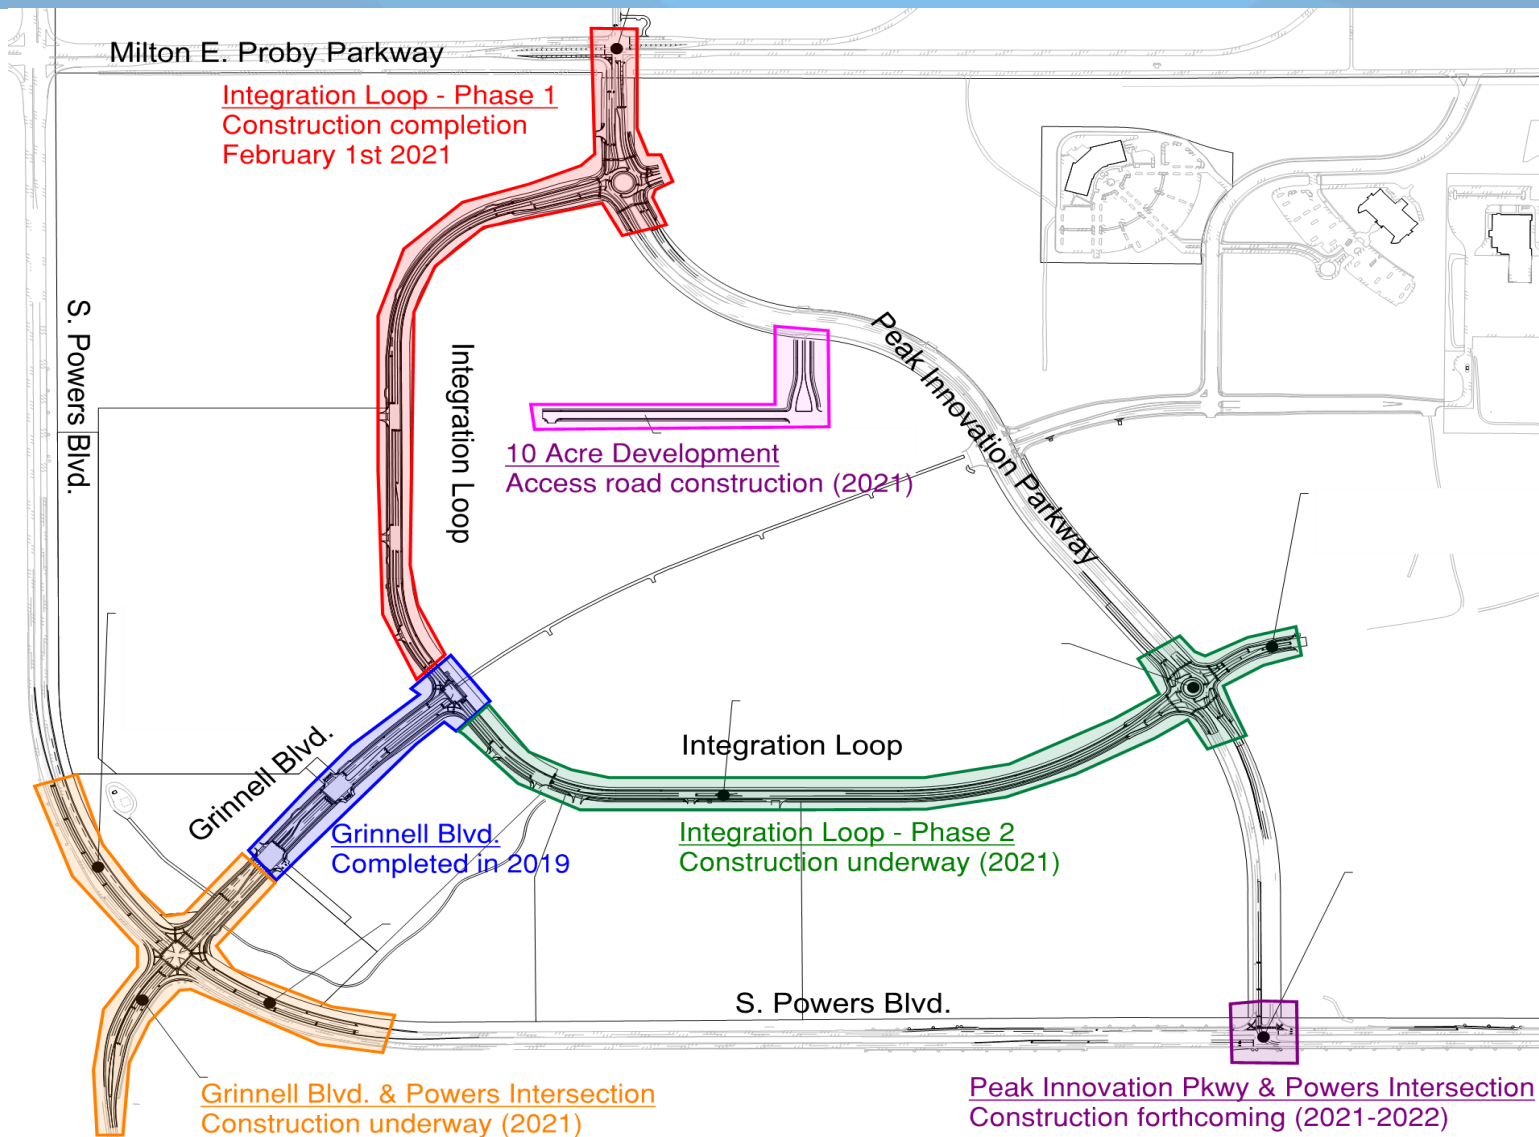 Milton E. Proby Parkway
Integration Loop - Phase 1
Construction completion
February 1st 2021
S. Powers Blvd.
Integration Loop
Peak Innovation Parkway
10 Acre Development
Access road construction (2021)
Grinnell Blvd.
Integration Loop
Grinnell Blvd.
Completed in 2019
Integration Loop - Phase 2
Construction underway (2021)
S. Powers Blvd.
Grinnell Blvd. & Powers Intersection
Construction underway (2021)
Peak Innovation Pkwy & Powers Intersection
Construction forthcoming (2021-2022)